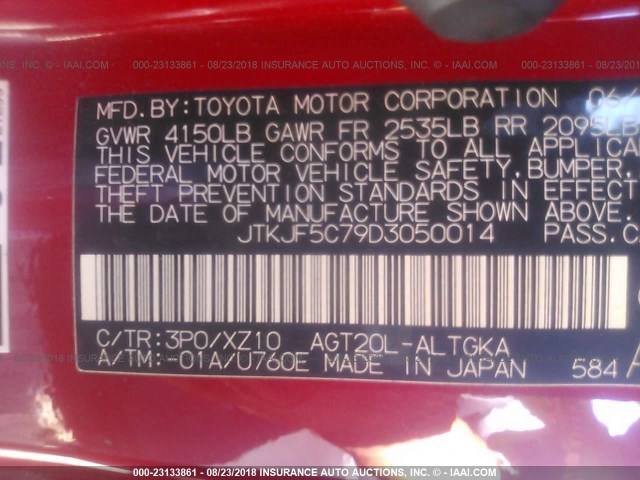 000-23133861 - 08/23/2018 INSURANCE AUTO AUCTIONS, INC. - IAAI.COM
MFD.BY:TOYOTA MOTOR CORPORATION
GVWR 4150LB GAWR FR 2535LB RR 2095LB
THIS VEHICLE CONFORMS TO ALL APPLICA
FEDERAL MOTOR VEHICLE SAFETY,BUMPER,
THEFT PREVENTION STANDARDS IN EFFECT
THE DATE OF MANUFACTURE SHOWN ABOVE.
JTKJF5C79D3050014 PASS.C
C/TR:3P0/XZ10 AGT20L-ALTGKA
A/TM:-01A/U760E MADE IN JAPAN 584
000-23133861 - 08/23/2018 INSURANCE AUTO AUCTIONS, INC. - IAAI.COM